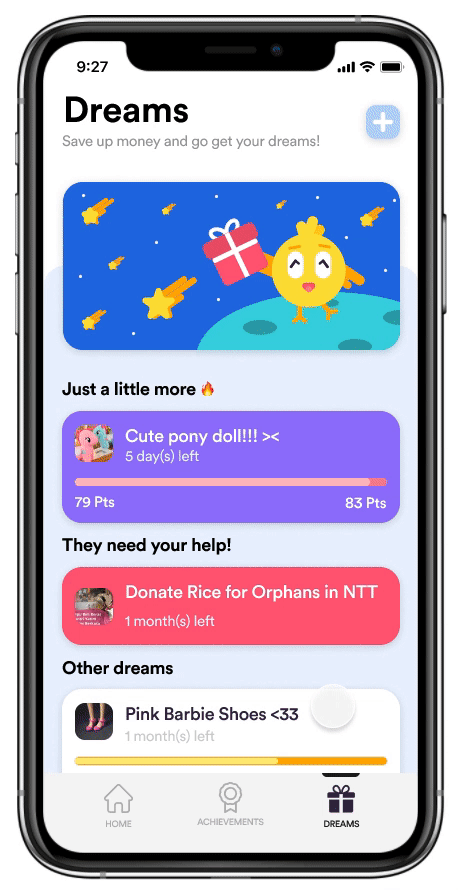 9:27
Dreams
Save up money and go get your dreams!
Just a little more 🔥
Cute pony doll!!! ><
5 day(s) left
79 Pts
83 Pts
They need your help!
Donate Rice for Orphans in NTT
1 month(s) left
Other dreams
Pink Barbie Shoes <33
1 month(s) left
HOME
ACHIEVEMENTS
DREAMS